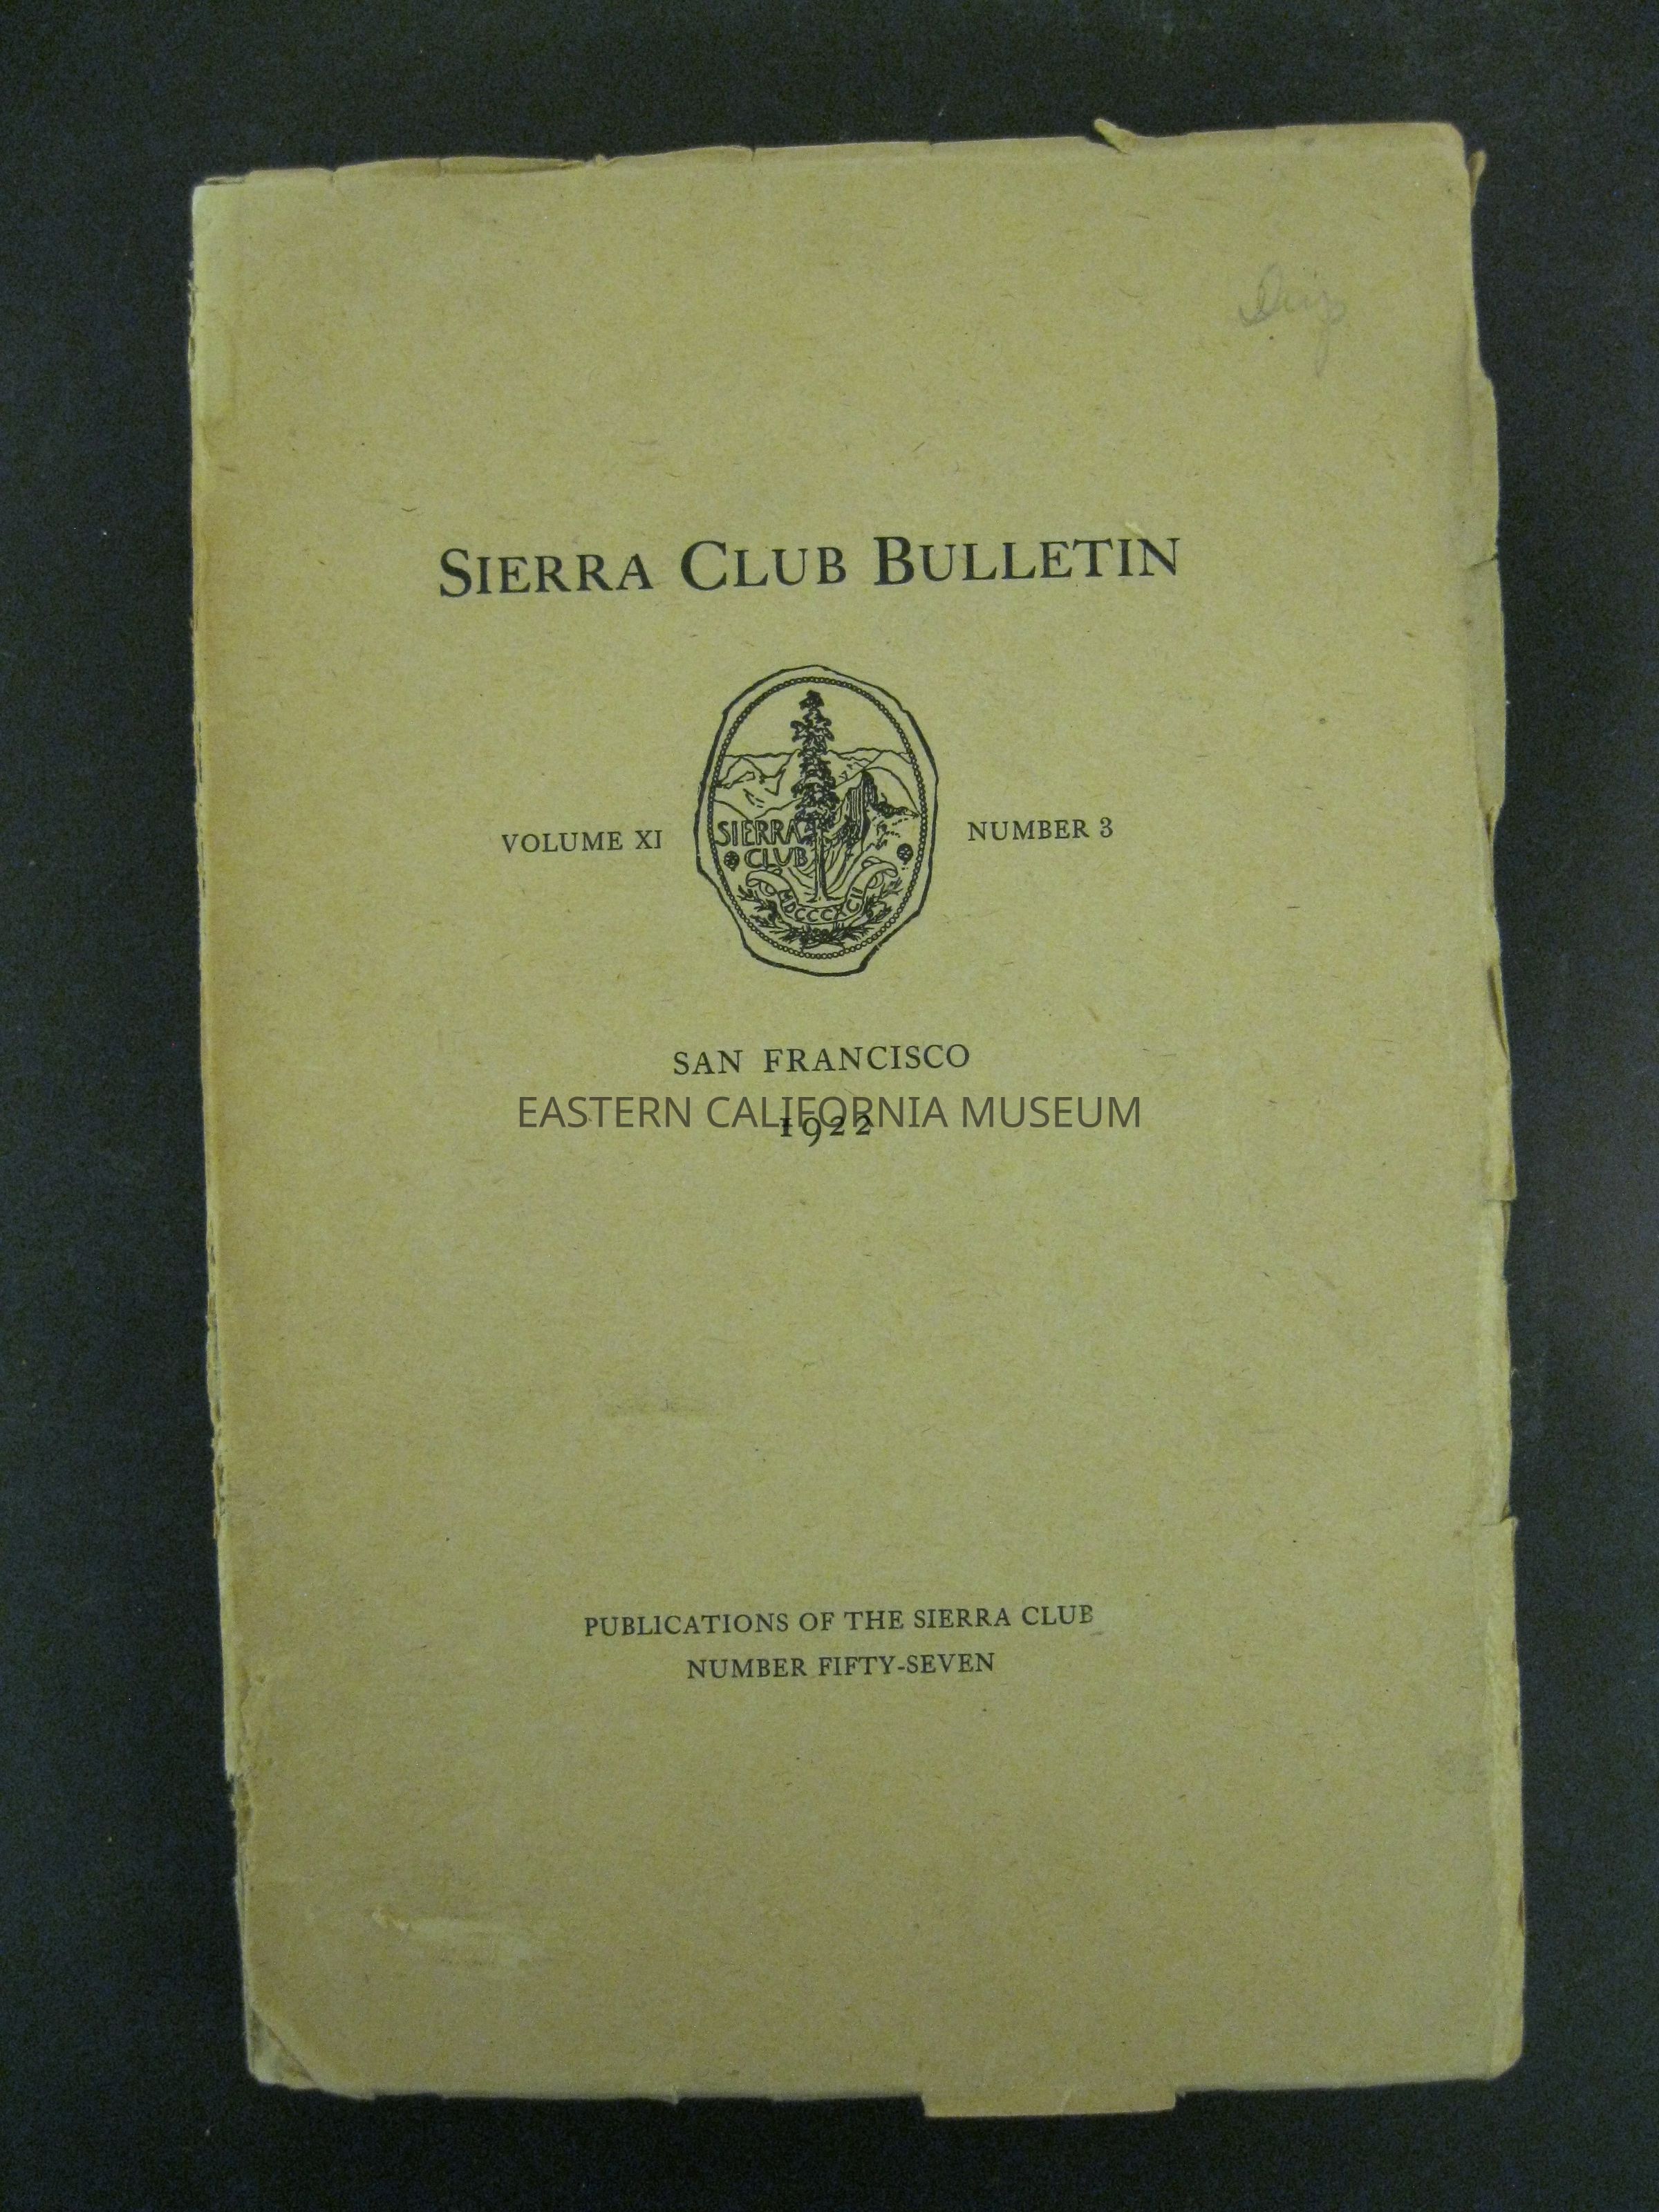 SIERRA CLUB BULLETIN
VOLUME XI
SIERRA
CLUB
MDCCCXCII
NUMBER 3
SAN FRANCISCO
EASTERN CALIFORNIA MUSEUM
1922
PUBLICATIONS OF THE SIERRA CLUB
NUMBER FIFTY-SEVEN